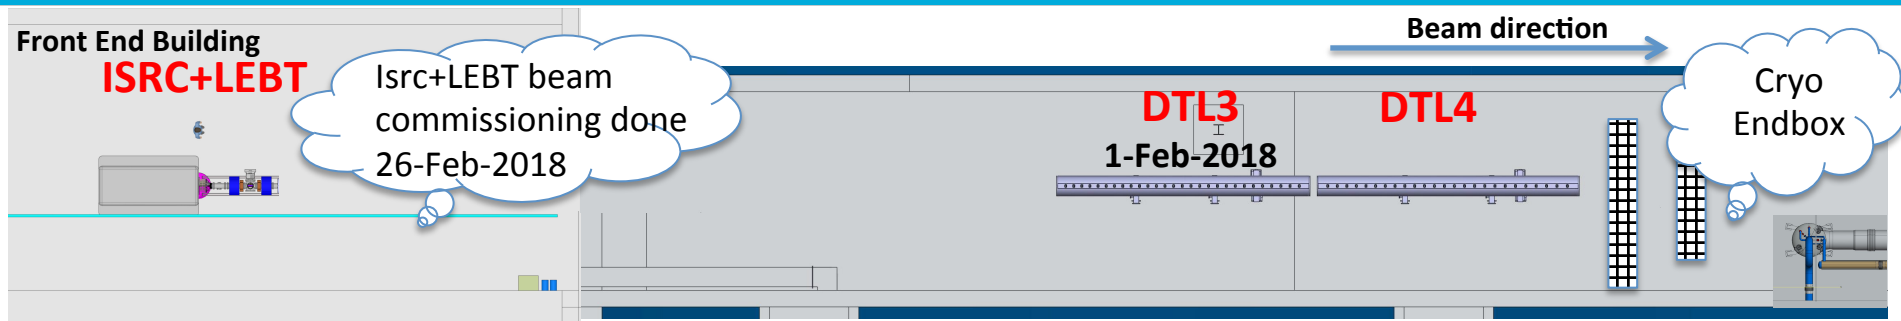 Front End Building
ISRC+LEBT
Isrc+LEBT beam
commissioning done
26-Feb-2018
DTL3
1-Feb-2018
DTL4
Beam direction
Cryo
Endbox